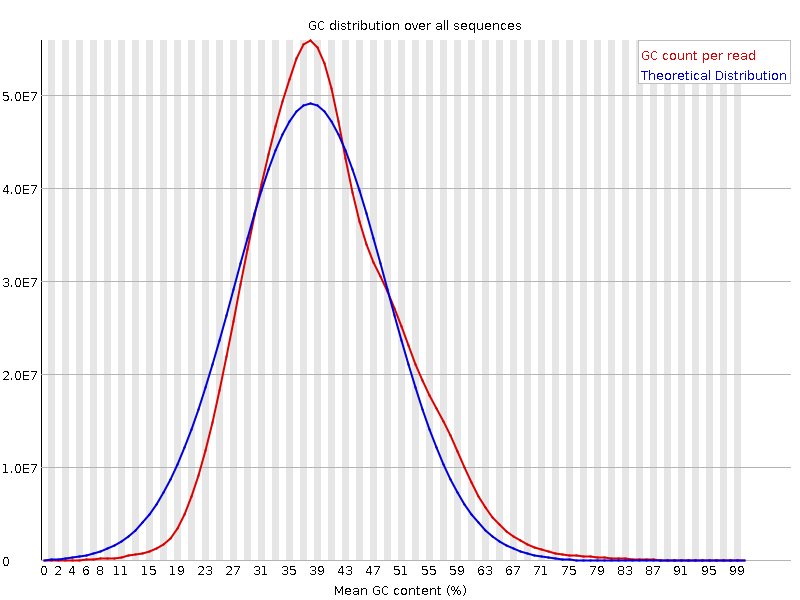 GC distribution over all sequences
GC count per read
Theoretical Distribution
5.0E7
4.0E7
3.0E7
2.0E7
1.0E7
0
0 2 4 6 8 11 15 19 23 27 31 35 39 43 47 51 55 59 63 67 71 75 79 83 87 91 95 99
Mean GC content (%)